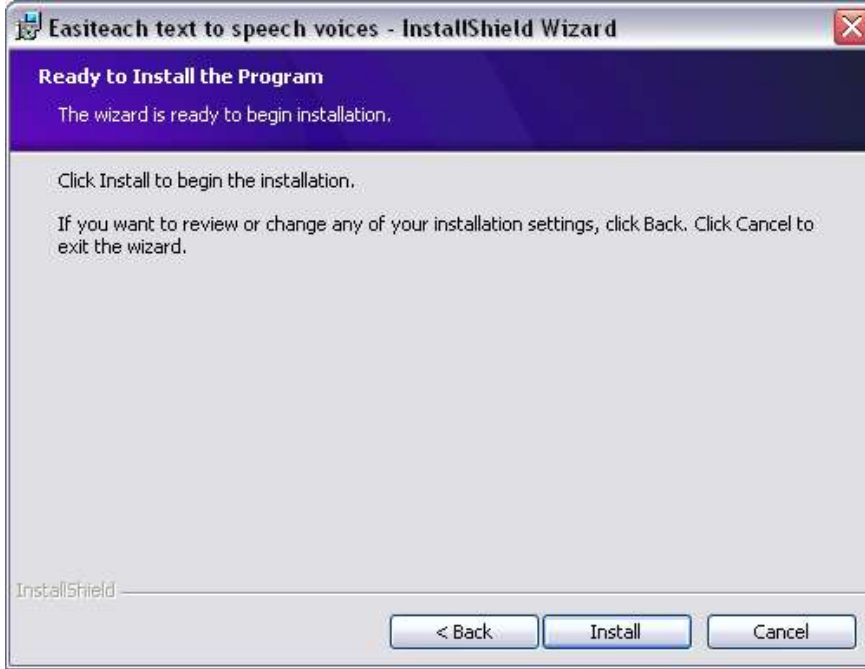 Easiteach text to speech voices - InstallShield Wizard
Ready to Install the Program
The wizard is ready to begin installation.
Click Install to begin the installation.
If you want to review or change any of your installation settings, click Back. Click Cancel to
exit the wizard.
InstallShield
< Back
Install
Cancel